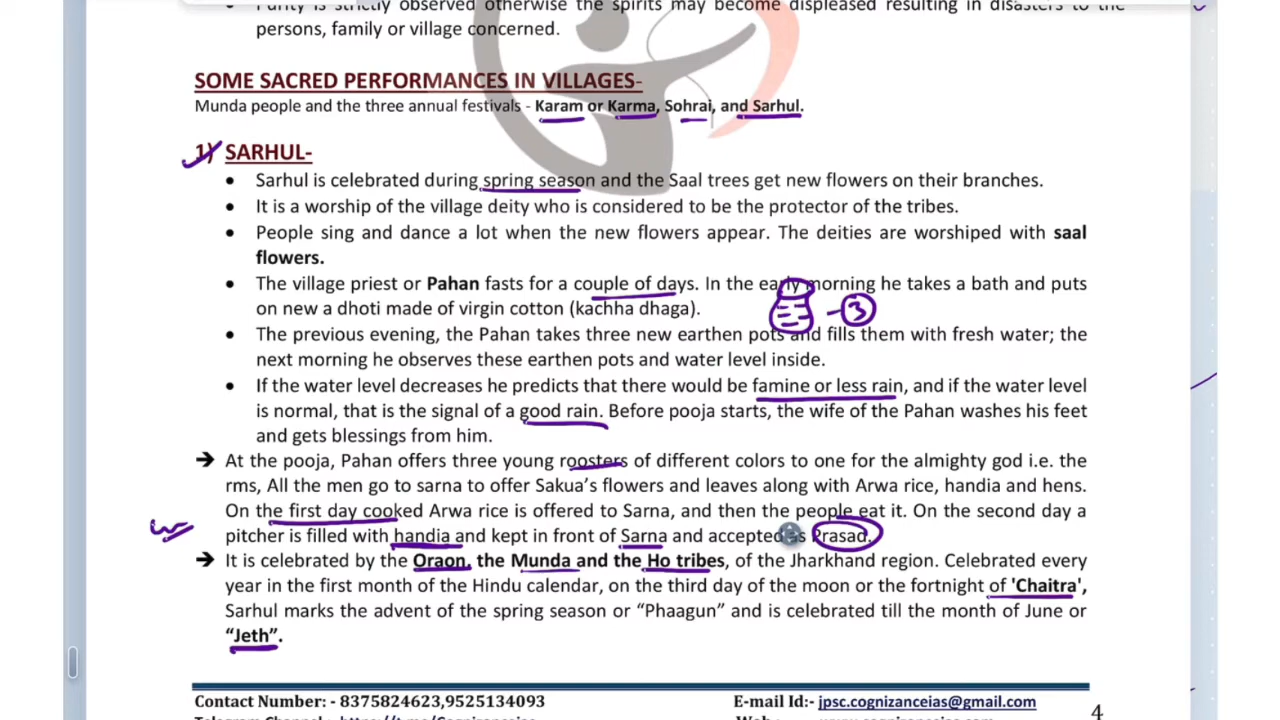 Purity is strictly observed otherwise the spirits may become displeased resulting in disasters to the
persons, family or village concerned.
SOME SACRED PERFORMANCES IN VILLAGES-
Munda people and the three annual festivals - Karam or Karma, Sohrai, and Sarhul.
1) SARHUL-
• Sarhul is celebrated during spring season and the Saal trees get new flowers on their branches.
• It is a worship of the village deity who is considered to be the protector of the tribes.
• People sing and dance a lot when the new flowers appear. The deities are worshiped with saal
flowers.
• The village priest or Pahan fasts for a couple of days. In the early morning he takes a bath and puts
on new a dhoti made of virgin cotton (kachha dhaga).
- 3
• The previous evening, the Pahan takes three new earthen pots and fills them with fresh water; the
next morning he observes these earthen pots and water level inside.
• If the water level decreases he predicts that there would be famine or less rain, and if the water level
is normal, that is the signal of a good rain. Before pooja starts, the wife of the Pahan washes his feet
and gets blessings from him.
➔ At the pooja, Pahan offers three young roosters of different colors to one for the almighty god i.e. the
rms, All the men go to sarna to offer Sakua's flowers and leaves along with Arwa rice, handia and hens.
On the first day cooked Arwa rice is offered to Sarna, and then the people eat it. On the second day a
pitcher is filled with handia and kept in front of Sarna and accepted as Prasad.
➔ It is celebrated by the Oraon, the Munda and the Ho tribes, of the Jharkhand region. Celebrated every
year in the first month of the Hindu calendar, on the third day of the moon or the fortnight of 'Chaitra',
Sarhul marks the advent of the spring season or "Phaagun" and is celebrated till the month of June or
"Jeth".
Contact Number: - 8375824623,9525134093 E-mail Id:- jpsc.cognizanceias@gmail.com
4